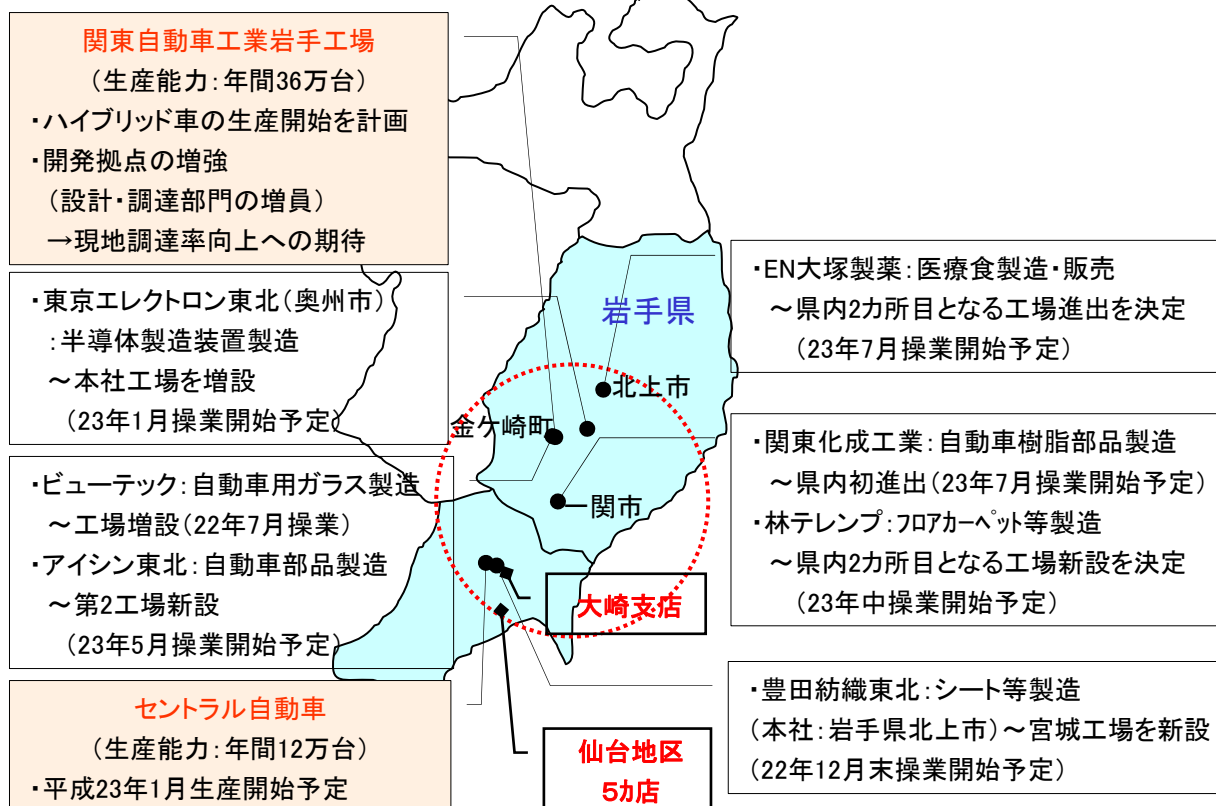 関東自動車工業岩手工場
（生産能力：年間36万台）
・ハイブリッド車の生産開始を計画
・開発拠点の増強
（設計・調達部門の増員）
→現地調達率向上への期待
・東京エレクトロン東北（奥州市）
：半導体製造装置製造
～本社工場を増設
（23年1月操業開始予定）
・ビューテック：自動車用ガラス製造
～工場増設（22年7月操業）
・アイシン東北：自動車部品製造
～第2工場新設
（23年5月操業開始予定）
セントラル自動車
（生産能力：年間12万台）
・平成23年1月生産開始予定
岩手県
北上市
金ケ崎町
一関市
大崎支店
仙台地区
5ｶ店
・EN大塚製薬：医療食製造・販売
～県内2カ所目となる工場進出を決定
（23年7月操業開始予定）
・関東化成工業：自動車樹脂部品製造
～県内初進出（23年7月操業開始予定）
・林テレンプ：ﾌﾛｱｶｰﾍﾟｯﾄ等製造
～県内2カ所目となる工場新設を決定
（23年中操業開始予定）
・豊田紡織東北：シート等製造
（本社：岩手県北上市）～宮城工場を新設
（22年12月末操業開始予定）